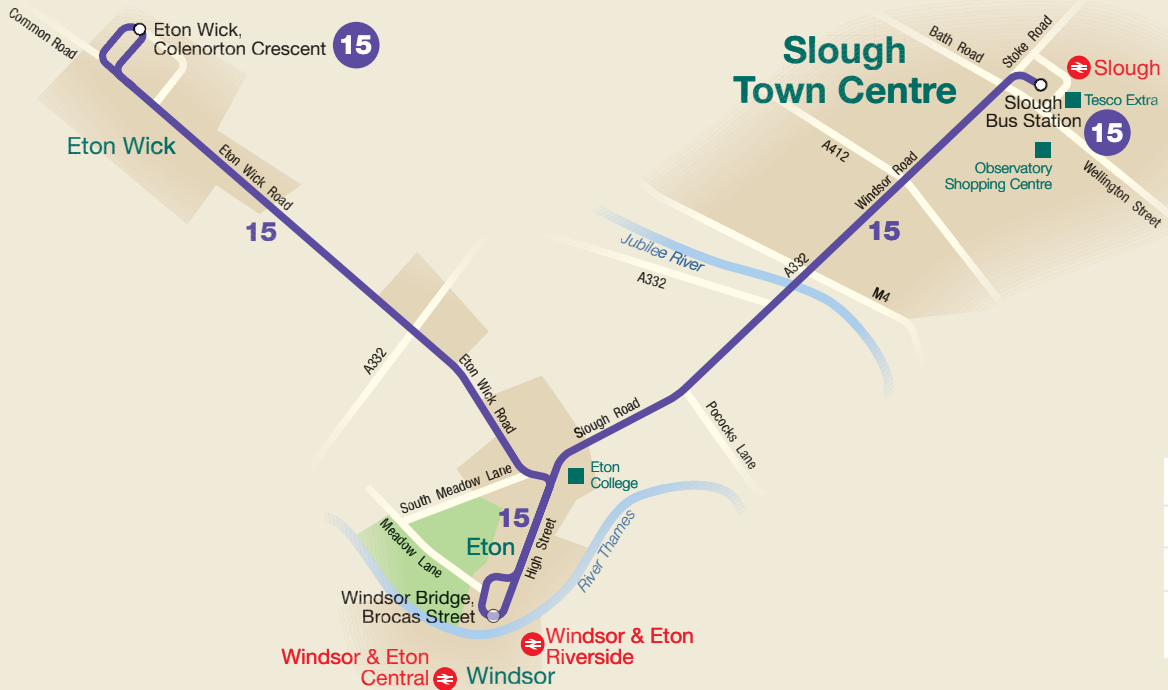 Common Road
Eton Wick,
Colenorton Crescent
15
Eton Wick
Eton Wick Road
15
Slough
Town Centre
Bath Road
Stoke Road
Slough
Tesco Extra
Slough
Bus Station
15
Observatory
Shopping Centre
Wellington Street
A412
Windsor Road
15
Jubilee River
A332
A332
M4
A332
Eton Wick Road
Slough Road
Pococks Lane
Eton
College
South Meadow Lane
15
Eton
High Street
Meadow Lane
River Thames
Windsor Bridge,
Brocas Street
Windsor & Eton
Riverside
Windsor & Eton
Central
Windsor